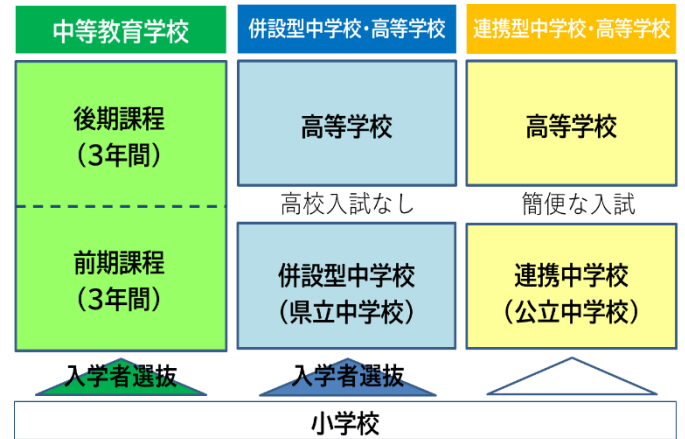 中等教育学校
併設型中学校・高等学校
連携型中学校・高等学校
後期課程
（3年間）
高等学校
高等学校
高校入試なし
簡便な入試
前期課程
（3年間）
併設型中学校
（県立中学校）
連携中学校
（公立中学校）
入学者選抜
入学者選抜
小学校